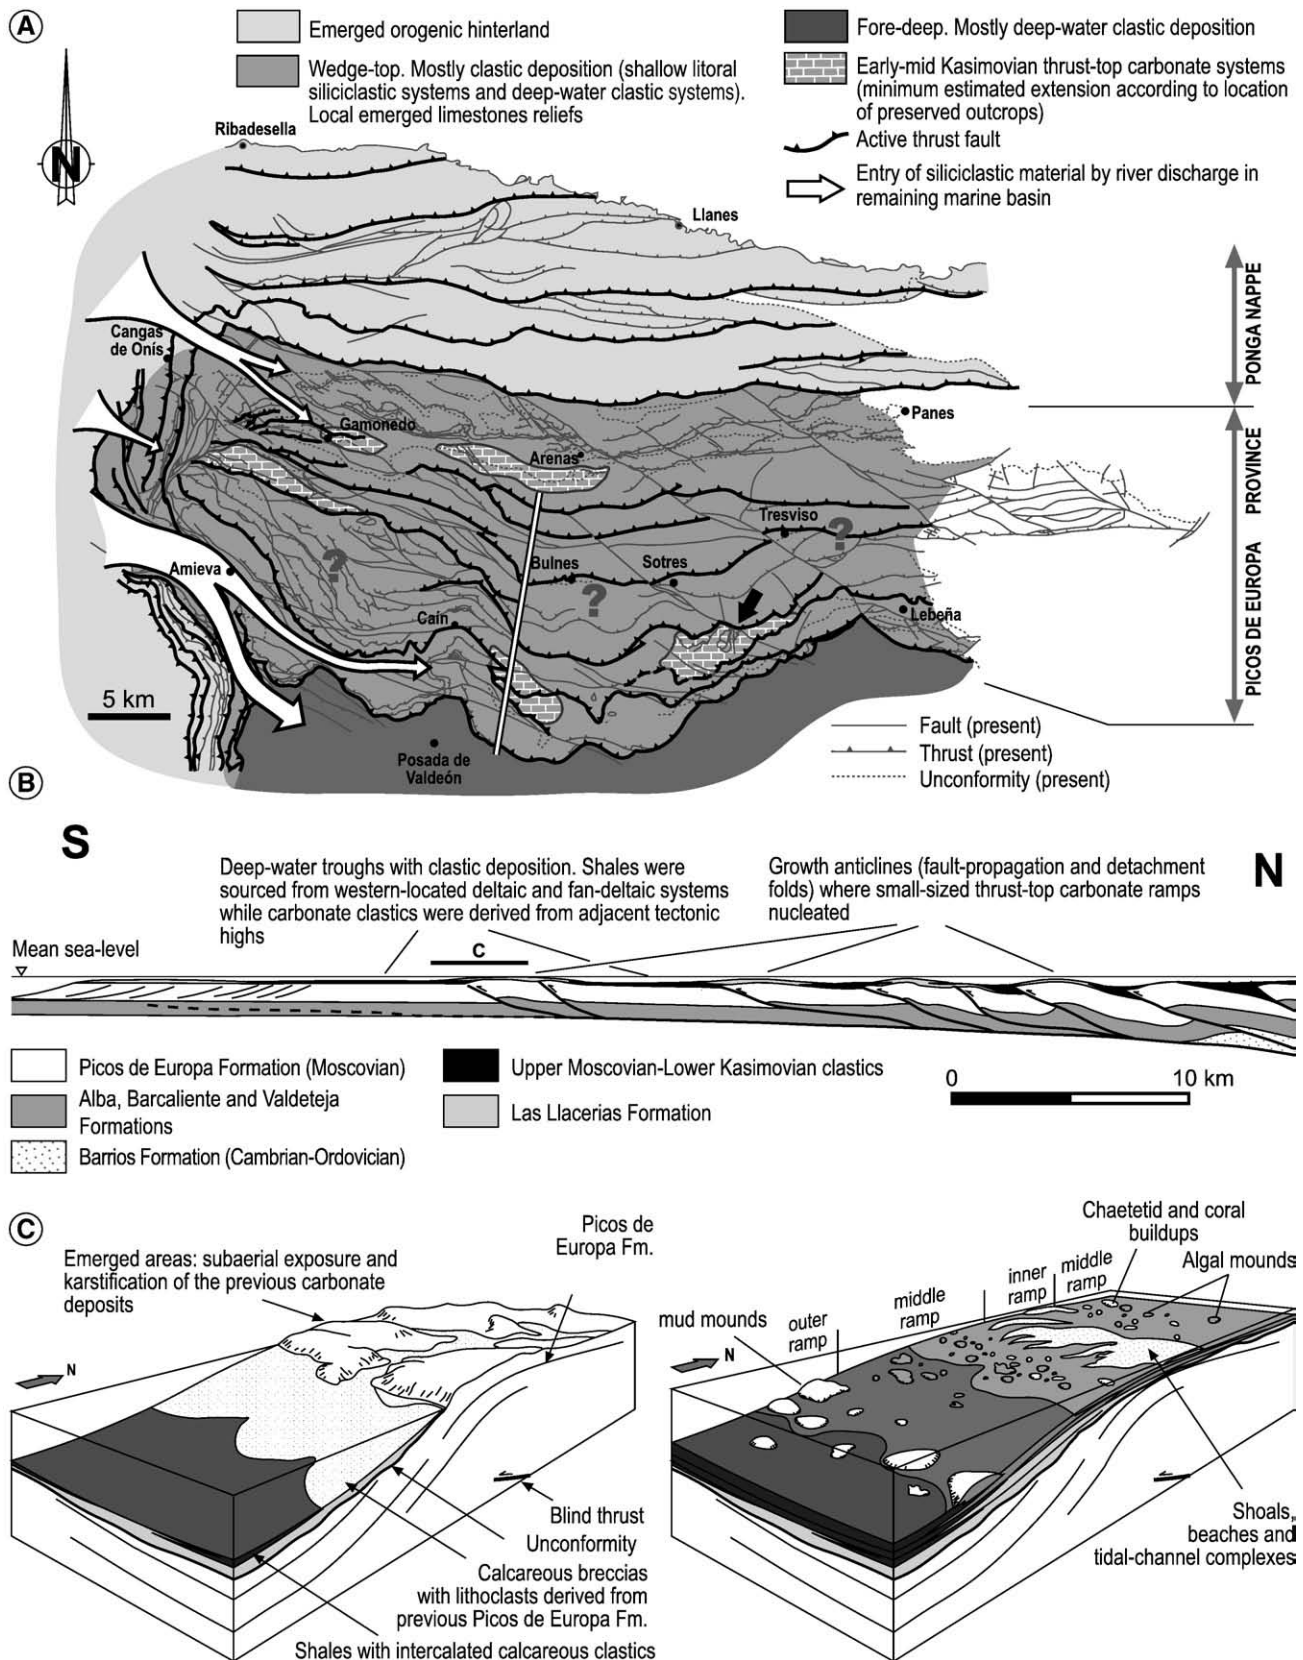 A
Emerged orogenic hinterland
Wedge-top. Mostly clastic deposition (shallow litoral
siliciclastic systems and deep-water clastic systems).
Local emerged limestones reliefs
Fore-deep. Mostly deep-water clastic deposition
Early-mid Kasimovian thrust-top carbonate systems
(minimum estimated extension according to location
of preserved outcrops)
Active thrust fault
Entry of siliciclastic material by river discharge in
remaining marine basin
N
Ribadesella
Llanes
Cangas
de Onís
Gamonedo
Arenas
Panes
Tresviso
?
Amieva
?
Bulnes
?
Sotres
Caín
Lebeña
5 km
Posada de
Valdeón
PONGA NAPPE
PICOS DE EUROPA PROVINCE
Fault (present)
Thrust (present)
Unconformity (present)
B
S
N
Deep-water troughs with clastic deposition. Shales were
sourced from western-located deltaic and fan-deltaic systems
while carbonate clastics were derived from adjacent tectonic
highs
Growth anticlines (fault-propagation and detachment
folds) where small-sized thrust-top carbonate ramps
nucleated
Mean sea-level
C
Picos de Europa Formation (Moscovian)
Alba, Barcaliente and Valdeteja
Formations
Barrios Formation (Cambrian-Ordovician)
Upper Moscovian-Lower Kasimovian clastics
Las Llacerias Formation
0 10 km
C
Emerged areas: subaerial exposure and
karstification of the previous carbonate
deposits
Picos de
Europa Fm.
N
Blind thrust
Unconformity
Calcareous breccias
with lithoclasts derived from
previous Picos de Europa Fm.
Shales with intercalated calcareous clastics
Chaetetid and coral
buildups
Algal mounds
middle
ramp
inner
ramp
middle
ramp
outer
ramp
mud mounds
N
Shoals,
beaches and
tidal-channel complexes